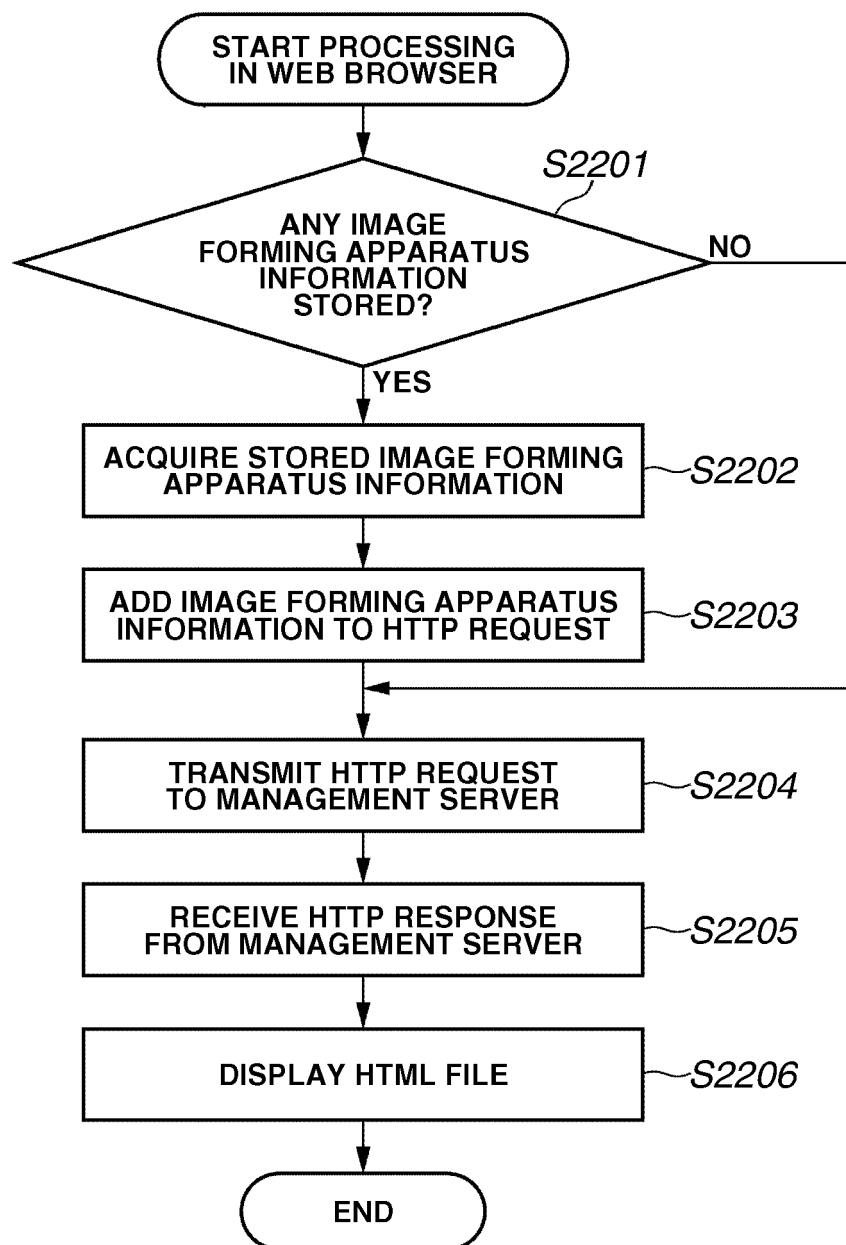 START PROCESSING
IN WEB BROWSER
S2201
ANY IMAGE
FORMING APPARATUS
INFORMATION
STORED?
NO
YES
ACQUIRE STORED IMAGE FORMING
APPARATUS INFORMATION
S2202
ADD IMAGE FORMING APPARATUS
INFORMATION TO HTTP REQUEST
S2203
TRANSMIT HTTP REQUEST
TO MANAGEMENT SERVER
S2204
RECEIVE HTTP RESPONSE
FROM MANAGEMENT SERVER
S2205
DISPLAY HTML FILE
S2206
END